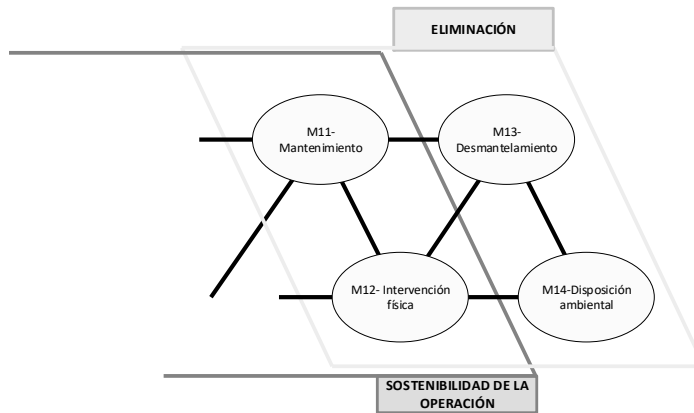 ELIMINACIÓN
M11-
Mantenimiento
M13-
Desmantelamiento
M12- Intervención
física
M14-Disposición
ambiental
SOSTENIBILIDAD DE LA
OPERACIÓN